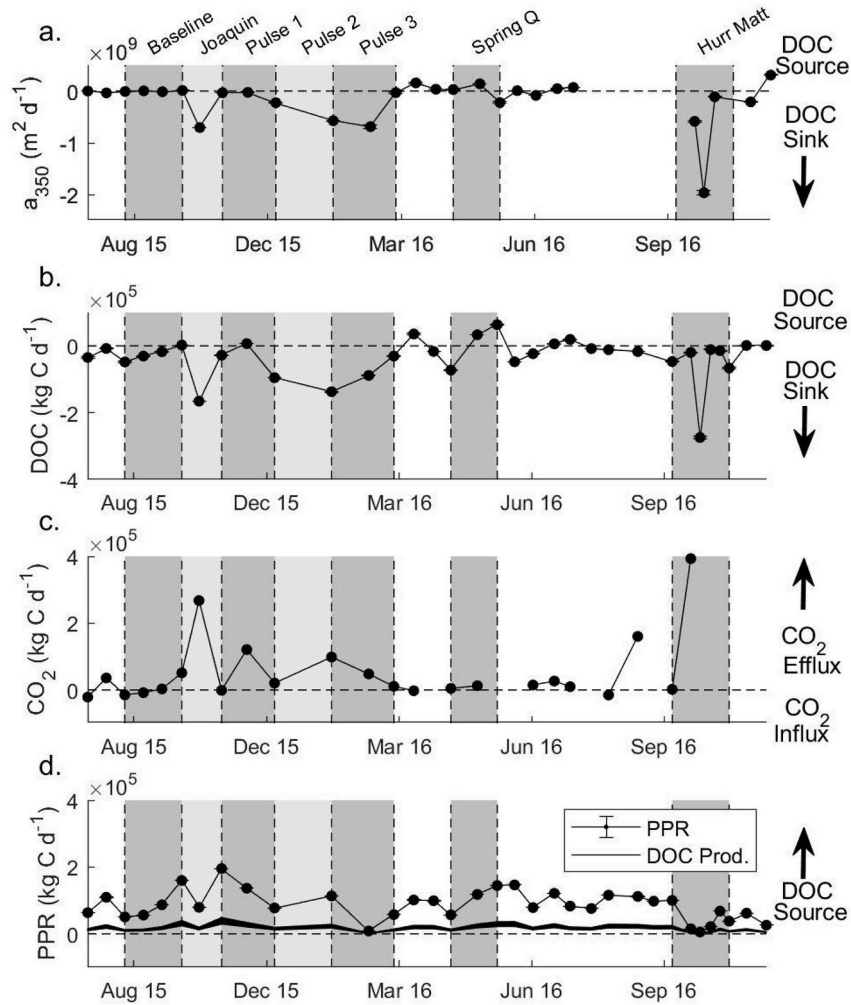 a.
×10⁹
Baseline
Joaquin
Pulse 1
Pulse 2
Pulse 3
Spring Q
Hurr Matt
DOC
Source
DOC
Sink
a₃₅₀ (m² d⁻¹)
0
-1
-2
Aug 15 Dec 15 Mar 16 Jun 16 Sep 16
b.
×10⁵
DOC
Source
DOC
Sink
DOC (kg C d⁻¹)
0
-2
-4
Aug 15 Dec 15 Mar 16 Jun 16 Sep 16
c.
×10⁵
CO₂ (kg C d⁻¹)
4
2
0
CO₂
Efflux
CO₂
Influx
Aug 15 Dec 15 Mar 16 Jun 16 Sep 16
d.
×10⁵
PPR (kg C d⁻¹)
4
2
0
PPR
DOC Prod.
DOC
Source
Aug 15 Dec 15 Mar 16 Jun 16 Sep 16